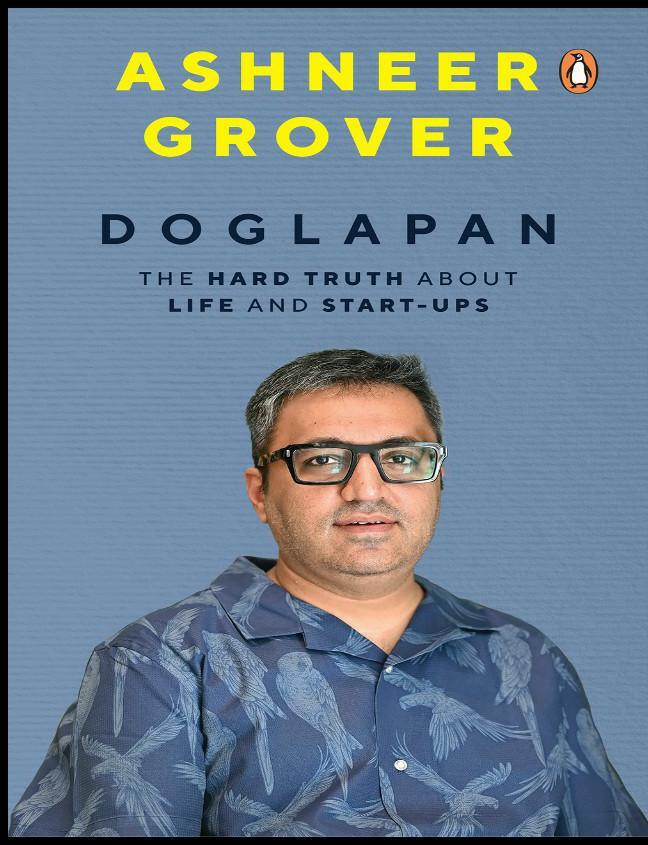 ASHNEER
GROVER
DOGLAPAN
THE HARD TRUTH ABOUT
LIFE AND START-UPS